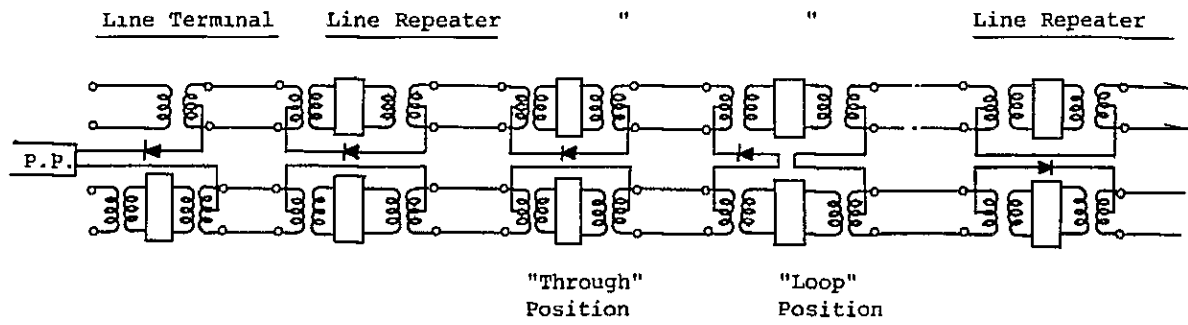 Line Terminal Line Repeater " " Line Repeater
P.P.
"Through" "Loop"
Position Position